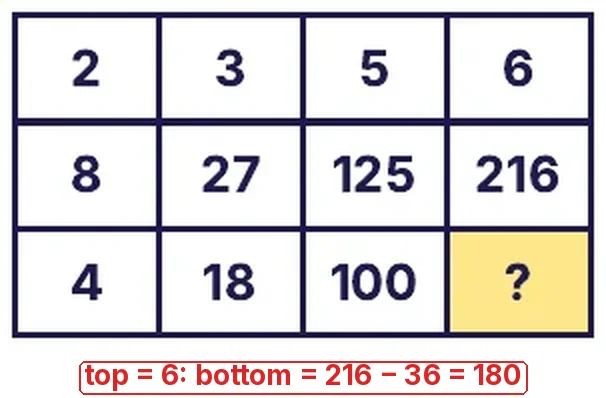 2 3 5 6
8 27 125 216
4 18 100 ?
top = 6: bottom = 216 − 36 = 180